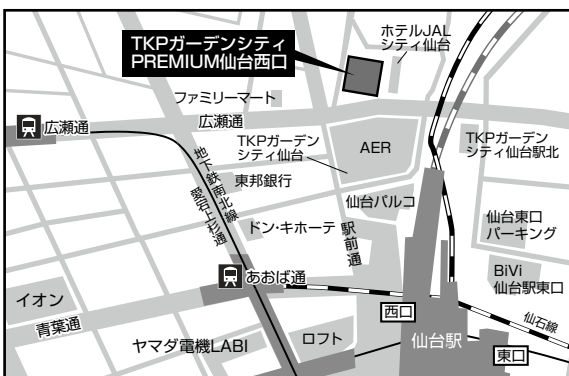 TKPガーデンシティ
PREMIUM仙台西口
ホテルJAL
シティ仙台
ファミリーマート
広瀬通
広瀬通
TKPガーデン
シティ仙台
AER
TKPガーデン
シティ仙台駅北
地下鉄南北線
愛宕上杉通
東邦銀行
仙台パルコ
ドン・キホーテ
駅前通
仙台東口
パーキング
あおば通
BiVi
仙台駅東口
イオン
青葉通
西口
仙石線
ヤマダ電機LABI
ロフト
仙台駅
東口